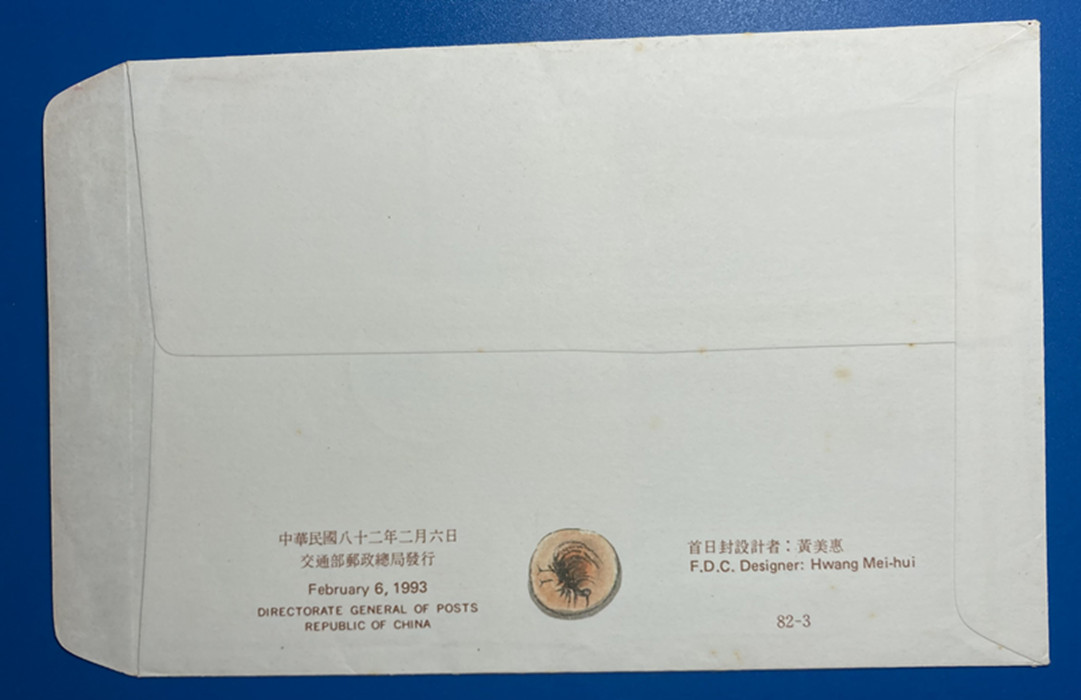 中華民國八十二年二月六日
交通部郵政總局發行
February 6, 1993
DIRECTORATE GENERAL OF POSTS
REPUBLIC OF CHINA
首日封設計者：黃美惠
F.D.C. Designer: Hwang Mei-hui
82-3